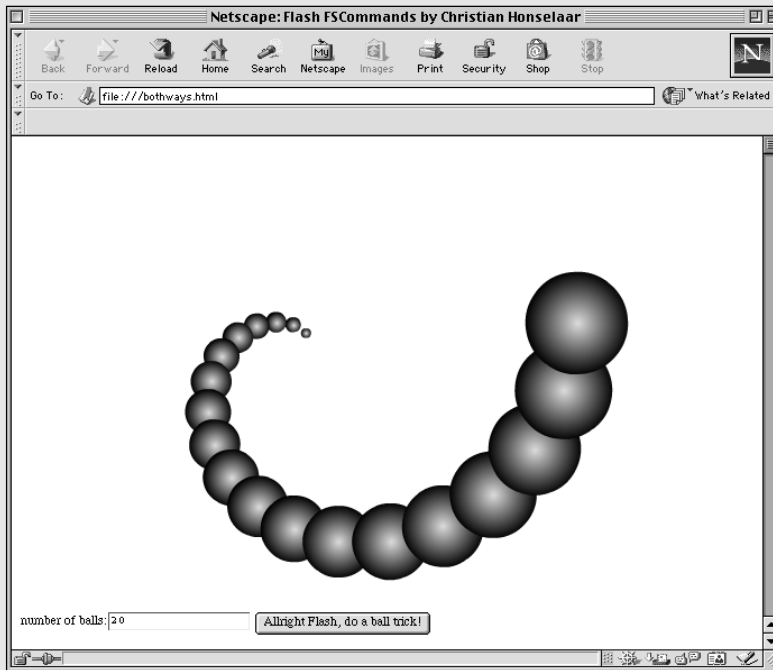 Netscape: Flash FSCommands by Christian Honselaar
Back Forward Reload Home Search Netscape Images Print Security Shop Stop
Go To: file:///bothways.html What's Related
number of balls: 20 Allright Flash, do a ball trick!